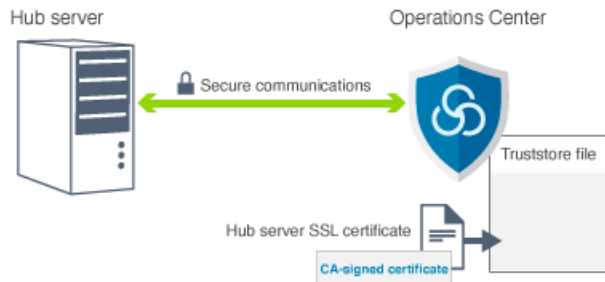 Hub server
Operations Center
Secure communications
Truststore file
Hub server SSL certificate
CA-signed certificate